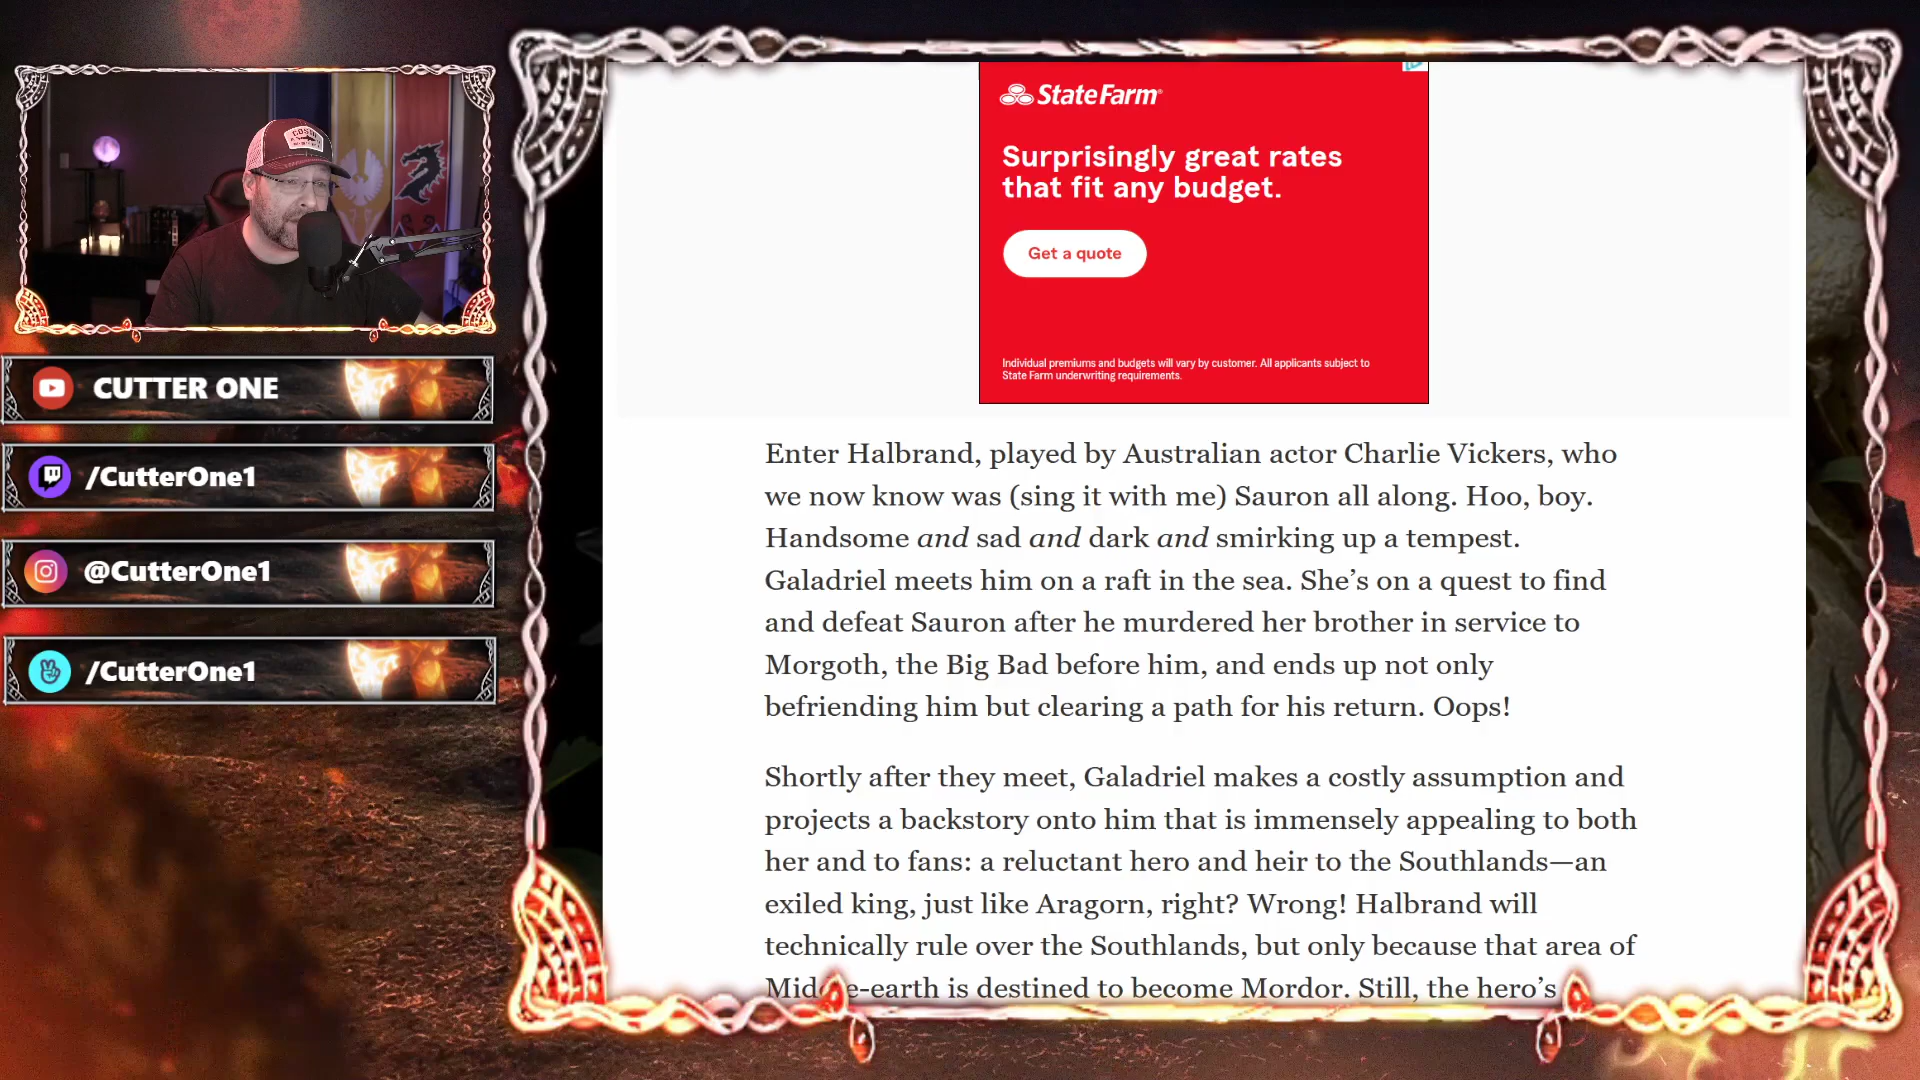 StateFarm
Surprisingly great rates
that fit any budget.
Get a quote
Individual premiums and budgets will vary by customer. All applicants subject to
State Farm underwriting requirements.
CUTTER ONE
/CutterOne1
@CutterOne1
/CutterOne1
Enter Halbrand, played by Australian actor Charlie Vickers, who
we now know was (sing it with me) Sauron all along. Hoo, boy.
Handsome and sad and dark and smirking up a tempest.
Galadriel meets him on a raft in the sea. She’s on a quest to find
and defeat Sauron after he murdered her brother in service to
Morgoth, the Big Bad before him, and ends up not only
befriending him but clearing a path for his return. Oops!
Shortly after they meet, Galadriel makes a costly assumption and
projects a backstory onto him that is immensely appealing to both
her and to fans: a reluctant hero and heir to the Southlands—an
exiled king, just like Aragorn, right? Wrong! Halbrand will
technically rule over the Southlands, but only because that area of
Middle-earth is destined to become Mordor. Still, the hero’s